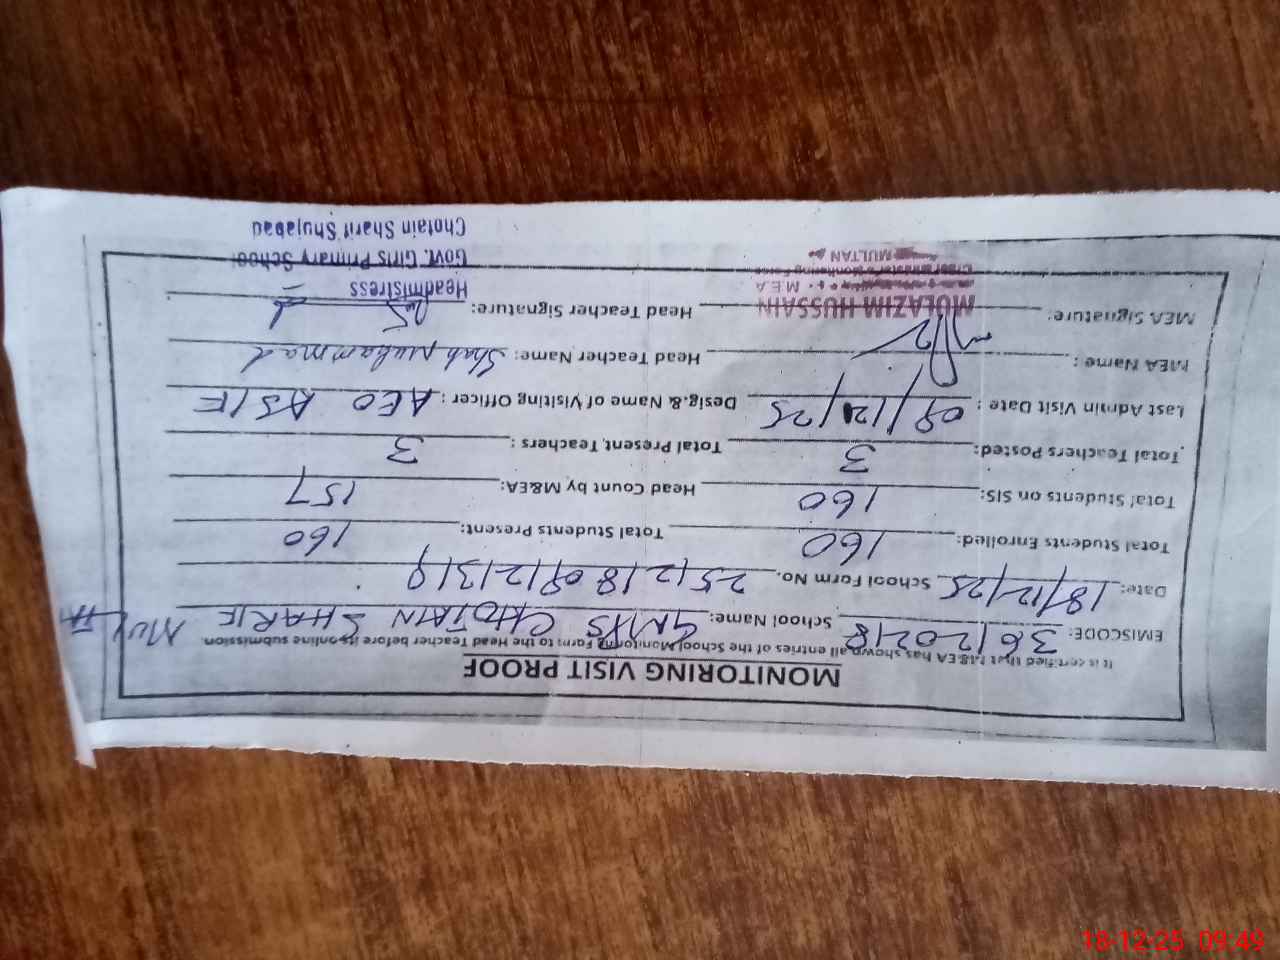 MONITORING VISIT PROOF
It is certified that M&EA has shown all entries of the School Monitoring Form to the Head Teacher before its online submission
EMISCODE: 36120218 School Name: GMPS CHOTAIN SHARIF
Date: 18/12/25 School Form No. 
Total Students Enrolled: 160 Total Students Present: 160
Total Students on SIS: 160 Head Count by M&EA: 157
Total Teachers Posted: 3 Total Present Teachers: 3
Last Admin Visit Date: 09/12/25 Desig.& Name of Visiting Officer: AEO ASIF
MEA Name: Head Teacher Name: Shah Muhammad
MEA Signature: Head Teacher Signature:
MULAZIM HUSSAIN
M.E.A
MULTAN
Headmistress
Govt. Girls Primary School
Chotain Sharif Shujabad
18-12-25 09:49